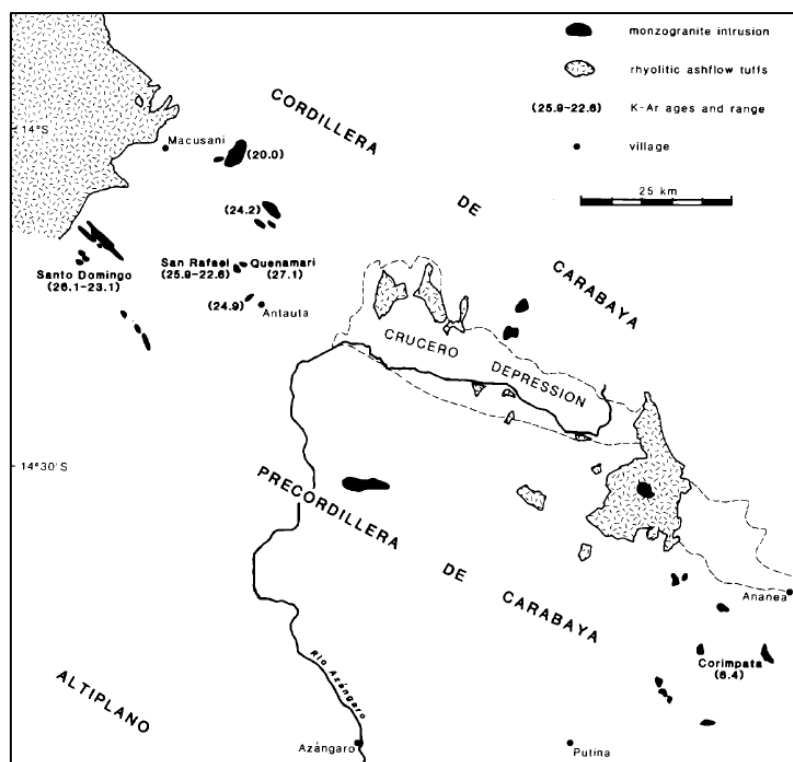 monzogranite intrusion
rhyolitic ashflow tuffs
(25.9-22.6) K-Ar ages and range
village
25 km
CORDILLERA
DE
CARABAYA
14°S
Macusani
(20.0)
(24.2)
Santo Domingo
(26.1-23.1)
San Rafael
(25.9-22.6)
Quenamari
(27.1)
(24.9)
Antauta
CRUCERO
DEPRESSION
14°30'S
PRECORDILLERA
DE
CARABAYA
Ananea
Corimpata
(6.4)
ALTIPLANO
Río Azángaro
Azángaro
Putina